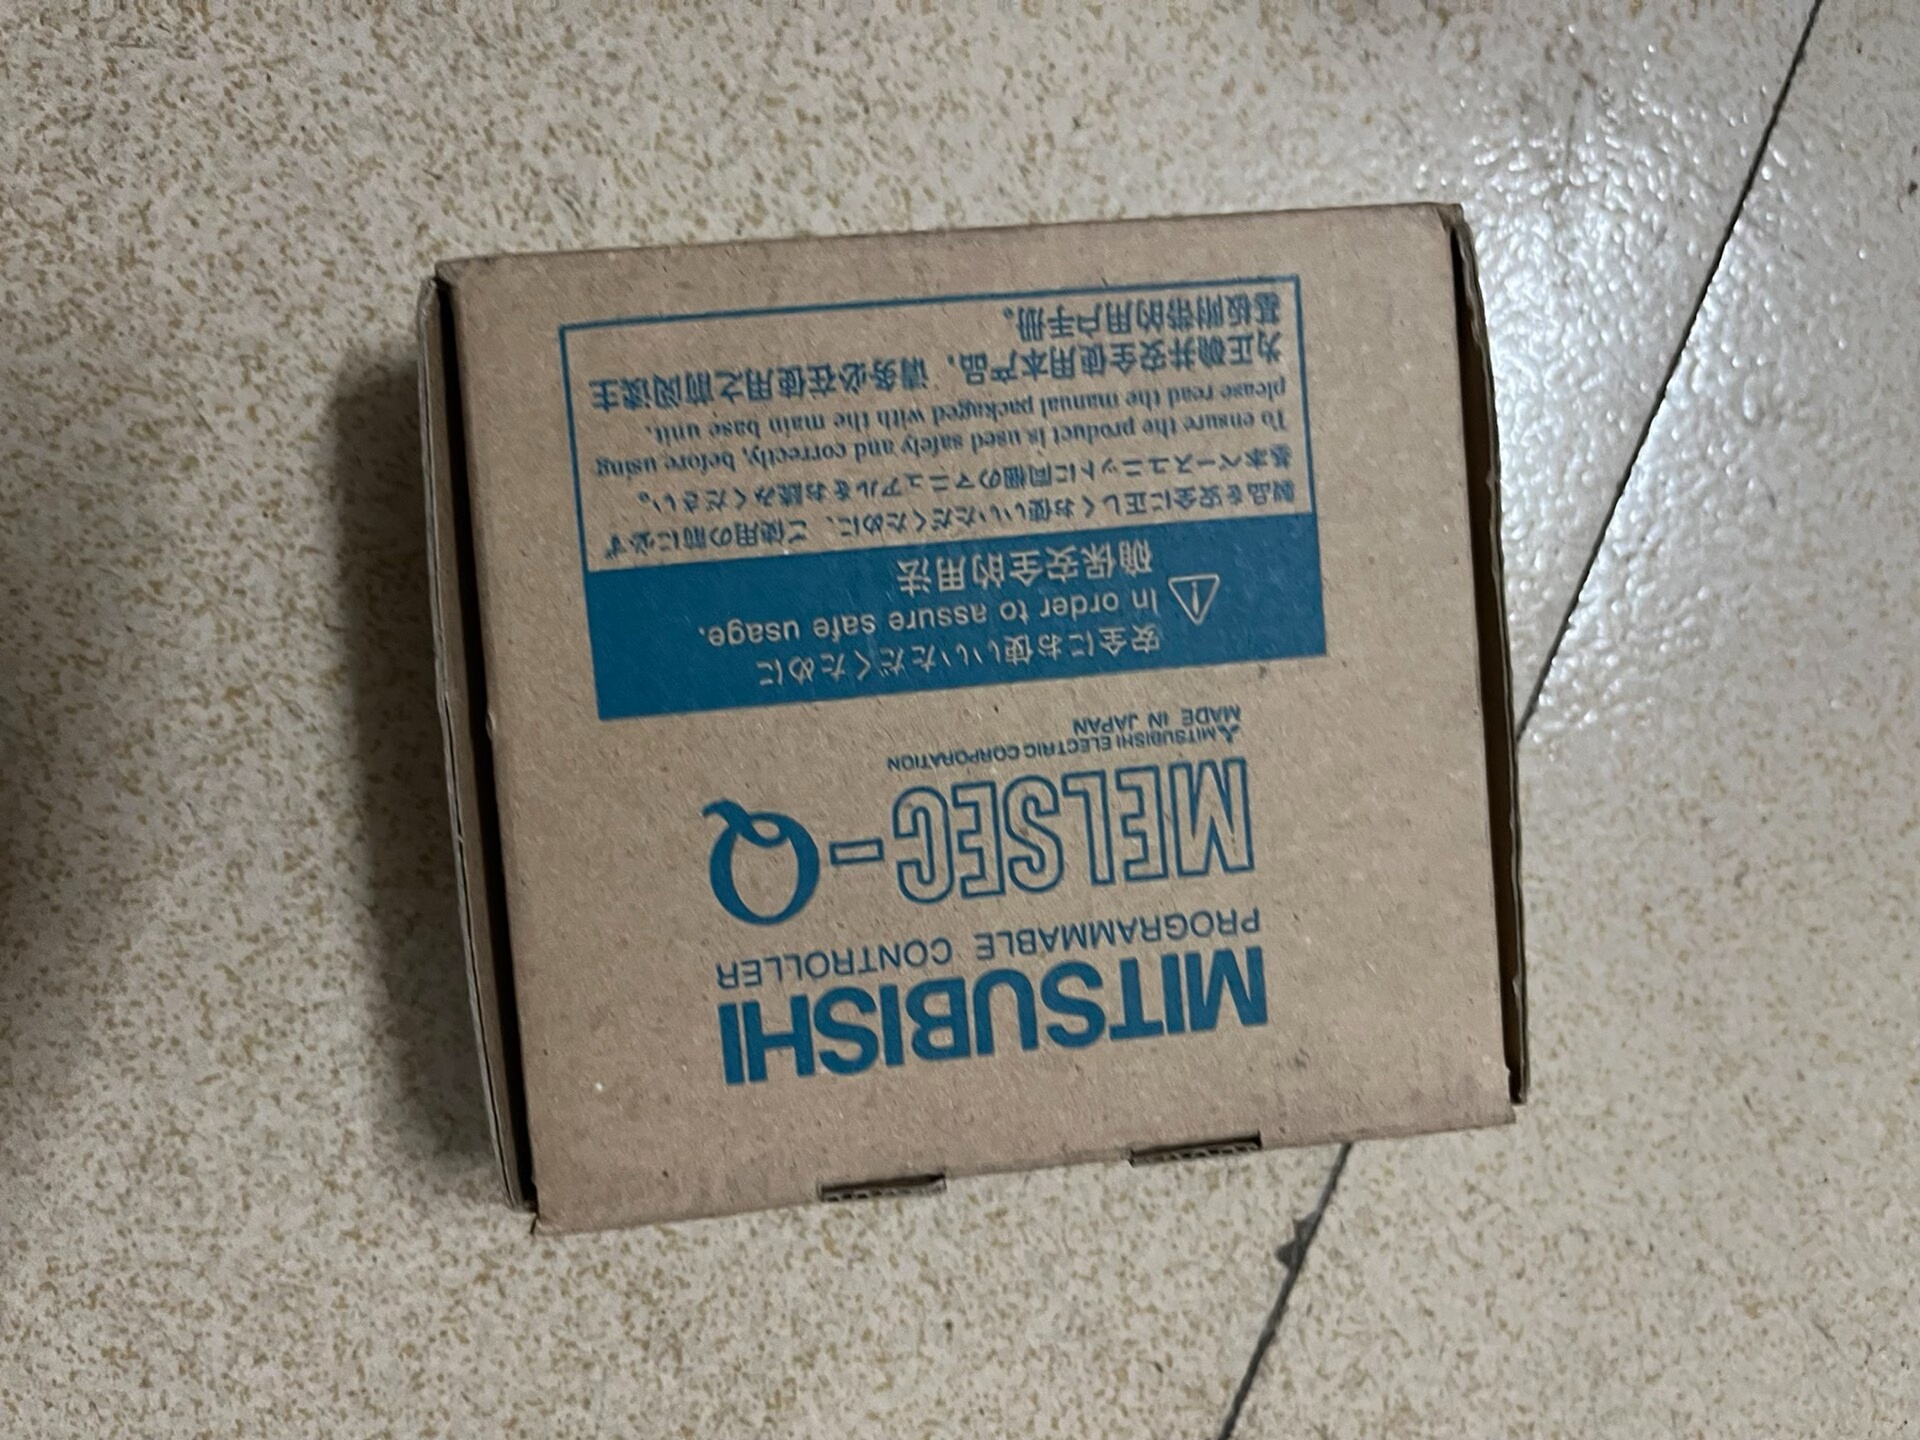 MITSUBISHI
PROGRAMMABLE CONTROLLER
MELSEC-Q
MITSUBISHI ELECTRIC CORPORATION
MADE IN JAPAN
安全にお使いいただくために
In order to assure safe usage.
确保安全的用法
製品を安全に正しくお使いいただくために、ご使用の前に必ず
基本ベースユニットに同梱のマニュアルをお読みください。
To ensure the product is used safely and correctly, before using
please read the manual packaged with the main base unit.
为正确并安全使用本产品，请务必在使用之前阅读主
基板附带的用户手册。